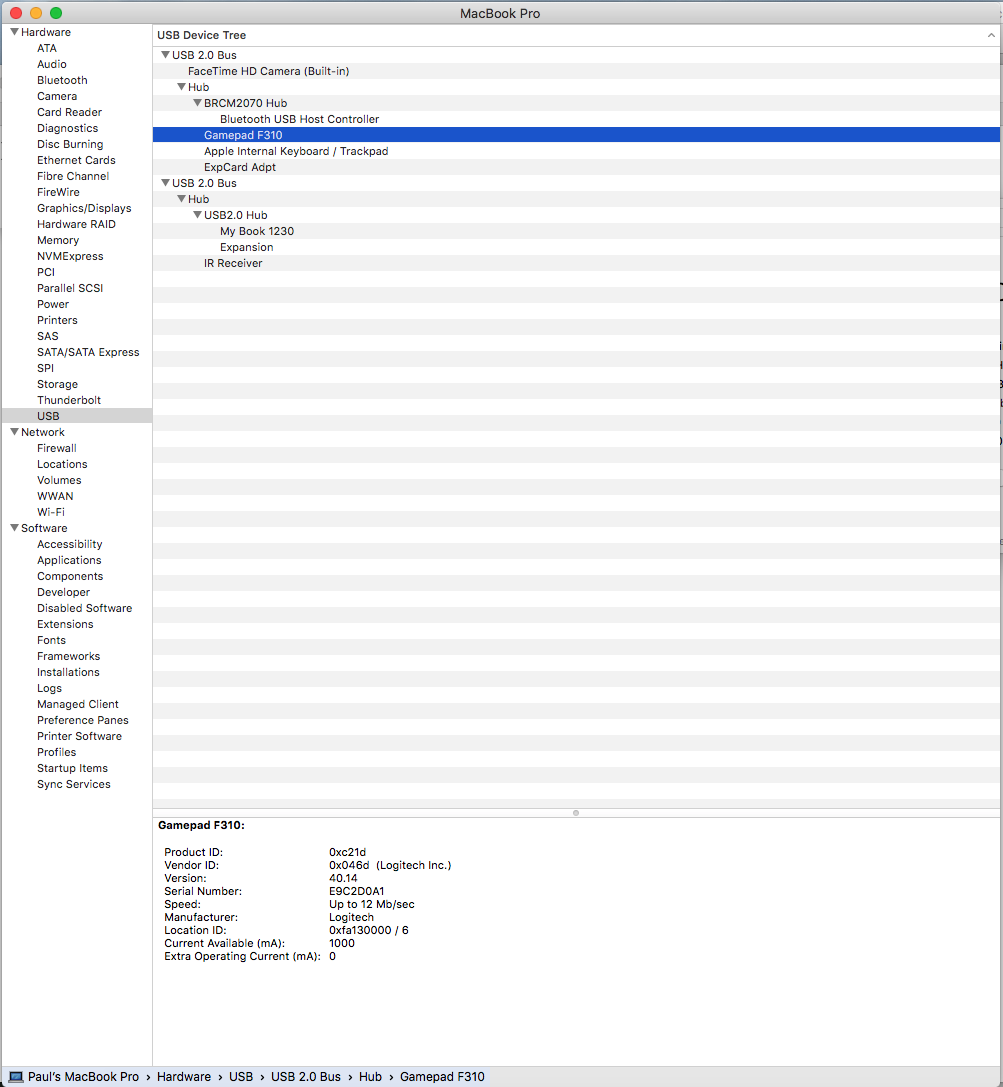 MacBook Pro
Hardware
ATA
Audio
Bluetooth
Camera
Card Reader
Diagnostics
Disc Burning
Ethernet Cards
Fibre Channel
FireWire
Graphics/Displays
Hardware RAID
Memory
NVMExpress
PCI
Parallel SCSI
Power
Printers
SAS
SATA/SATA Express
SPI
Storage
Thunderbolt
USB
Network
Firewall
Locations
Volumes
WWAN
Wi-Fi
Software
Accessibility
Applications
Components
Developer
Disabled Software
Extensions
Fonts
Frameworks
Installations
Logs
Managed Client
Preference Panes
Printer Software
Profiles
Startup Items
Sync Services
USB Device Tree
USB 2.0 Bus
FaceTime HD Camera (Built-in)
Hub
BRCM2070 Hub
Bluetooth USB Host Controller
Gamepad F310
Apple Internal Keyboard / Trackpad
ExpCard Adpt
USB 2.0 Bus
Hub
USB2.0 Hub
My Book 1230
Expansion
IR Receiver
Gamepad F310:
Product ID: 0xc21d
Vendor ID: 0x046d (Logitech Inc.)
Version: 40.14
Serial Number: E9C2D0A1
Speed: Up to 12 Mb/sec
Manufacturer: Logitech
Location ID: 0xfa130000 / 6
Current Available (mA): 1000
Extra Operating Current (mA): 0
Paul's MacBook Pro › Hardware › USB › USB 2.0 Bus › Hub › Gamepad F310